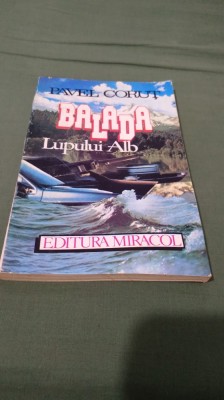 PAVEL CORUȚ
BALADA
Lupului Alb
EDITURA MIRACOL